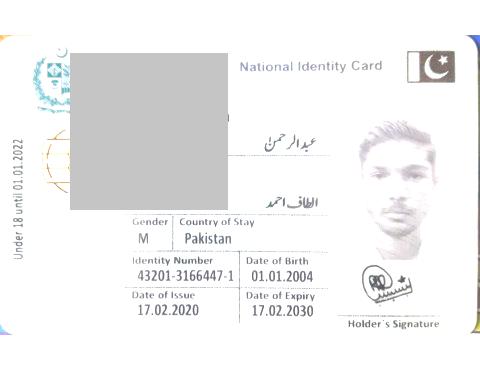 National Identity Card
عبدالرحمن
الطاف احمد
Gender Country of Stay
M Pakistan
Identity Number Date of Birth
43201-3166447-1 01.01.2004
Date of Issue Date of Expiry
17.02.2020 17.02.2030
Holder's Signature
Under 18 until 01.01.2022